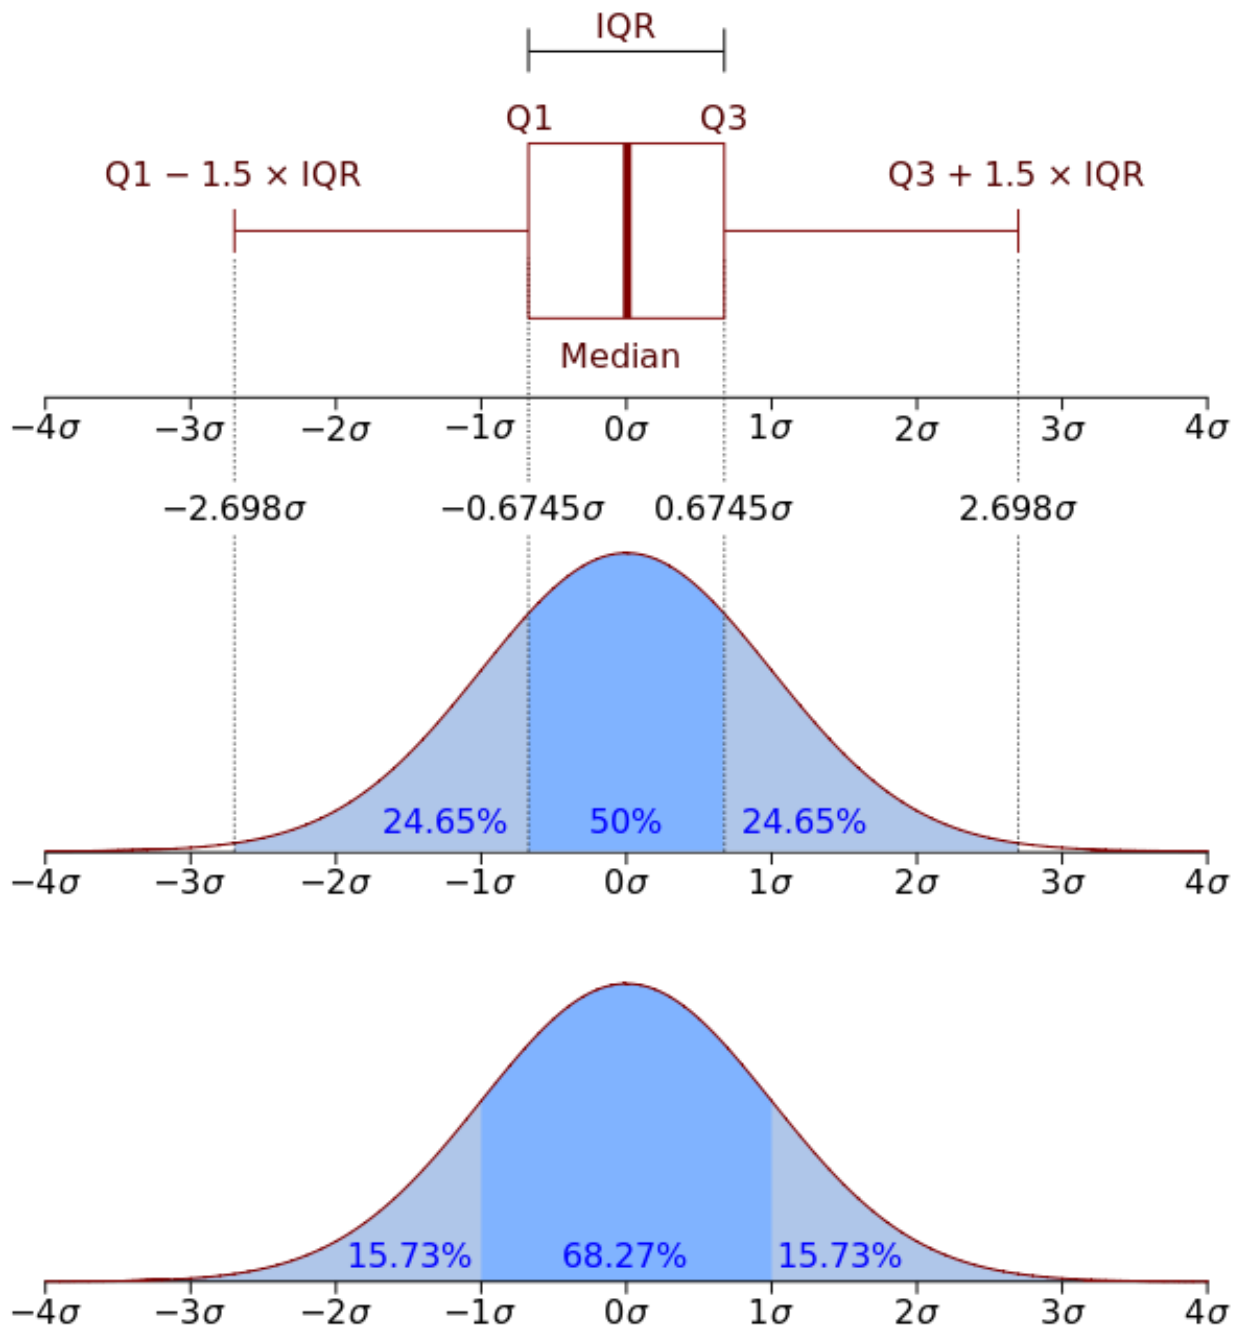 IQR
Q1 Q3
Q1 − 1.5 × IQR Q3 + 1.5 × IQR
Median
−4σ −3σ −2σ −1σ 0σ 1σ 2σ 3σ 4σ
−2.698σ −0.6745σ 0.6745σ 2.698σ
24.65% 50% 24.65%
−4σ −3σ −2σ −1σ 0σ 1σ 2σ 3σ 4σ
15.73% 68.27% 15.73%
−4σ −3σ −2σ −1σ 0σ 1σ 2σ 3σ 4σ